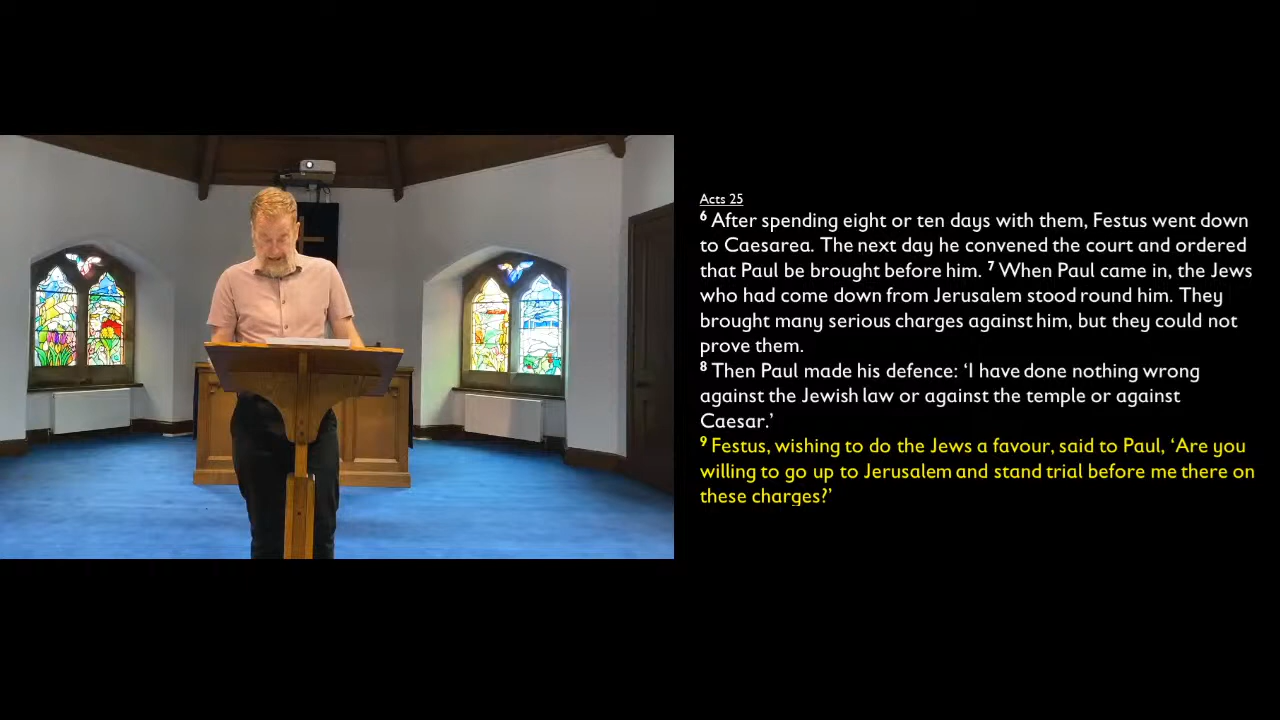 Acts 25
⁶ After spending eight or ten days with them, Festus went down
to Caesarea. The next day he convened the court and ordered
that Paul be brought before him. ⁷ When Paul came in, the Jews
who had come down from Jerusalem stood round him. They
brought many serious charges against him, but they could not
prove them.
⁸ Then Paul made his defence: ‘I have done nothing wrong
against the Jewish law or against the temple or against
Caesar.’
⁹ Festus, wishing to do the Jews a favour, said to Paul, ‘Are you
willing to go up to Jerusalem and stand trial before me there on
these charges?’